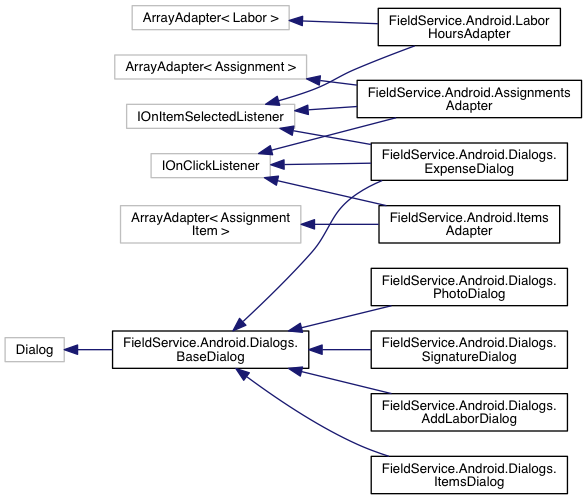 ArrayAdapter< Labor >
FieldService.Android.Labor
HoursAdapter
ArrayAdapter< Assignment >
FieldService.Android.Assignments
Adapter
IOnItemSelectedListener
FieldService.Android.Dialogs.
ExpenseDialog
IOnClickListener
ArrayAdapter< Assignment
Item >
FieldService.Android.Items
Adapter
FieldService.Android.Dialogs.
PhotoDialog
Dialog
FieldService.Android.Dialogs.
BaseDialog
FieldService.Android.Dialogs.
SignatureDialog
FieldService.Android.Dialogs.
AddLaborDialog
FieldService.Android.Dialogs.
ItemsDialog